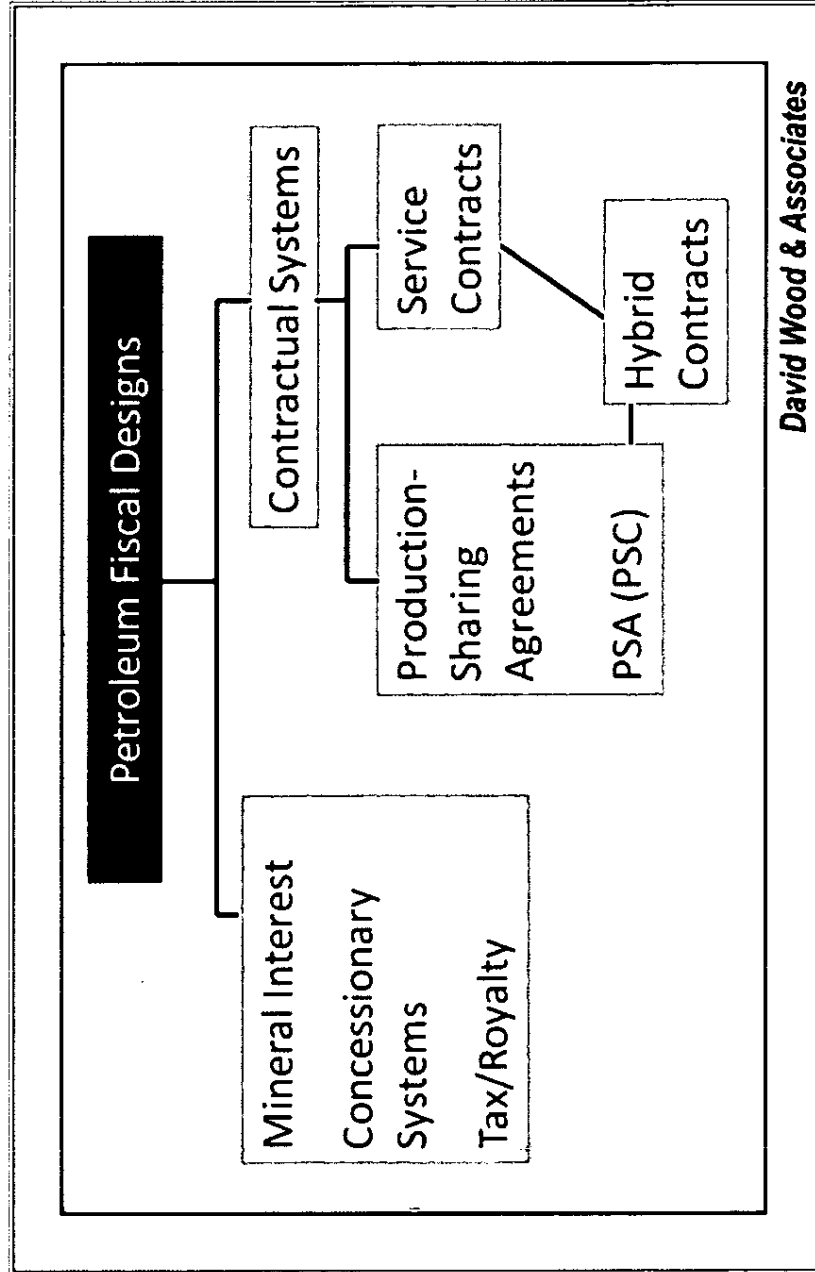 Petroleum Fiscal Designs
Mineral Interest
Concessionary
Systems
Tax/Royalty
Contractual Systems
Production-
Sharing
Agreements
PSA (PSC)
Service
Contracts
Hybrid
Contracts
David Wood & Associates